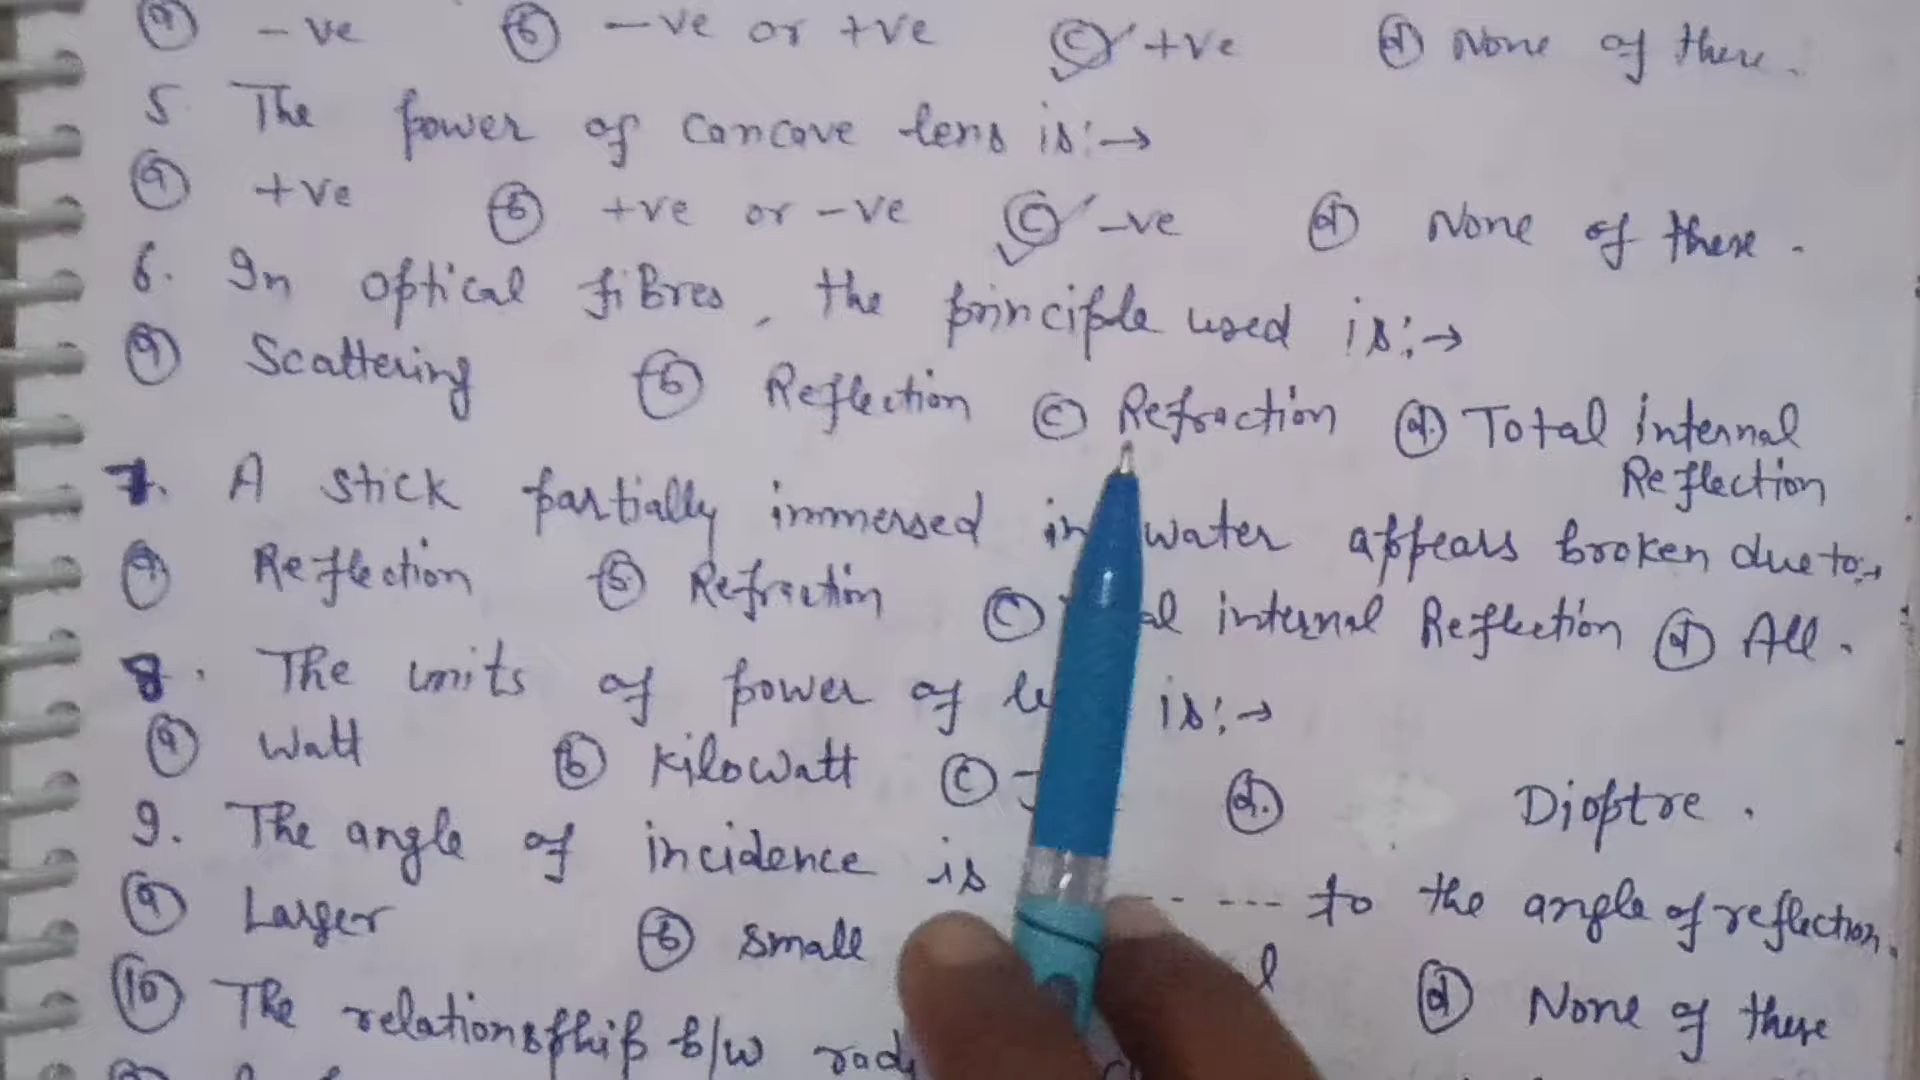 (a) -ve (b) -ve or +ve (c) +ve (d) None of these.
5. The power of concave lens is:→
(a) +ve (b) +ve or -ve (c) -ve (d) None of these.
6. In optical fibres, the principle used is:→
(a) Scattering (b) Reflection (c) Refraction (d.) Total internal
Reflection
7. A stick partially immersed in water appears broken due to:→
(a) Reflection (b) Refraction (c) internal Reflection (d) All.
8. The units of power of is:→
(a) Watt (b) Kilowatt (c) (d.) Dioptre.
9. The angle of incidence is ---- to the angle of reflection.
(a) Larger (b) small (d) None of these
(10) The relationship b/w